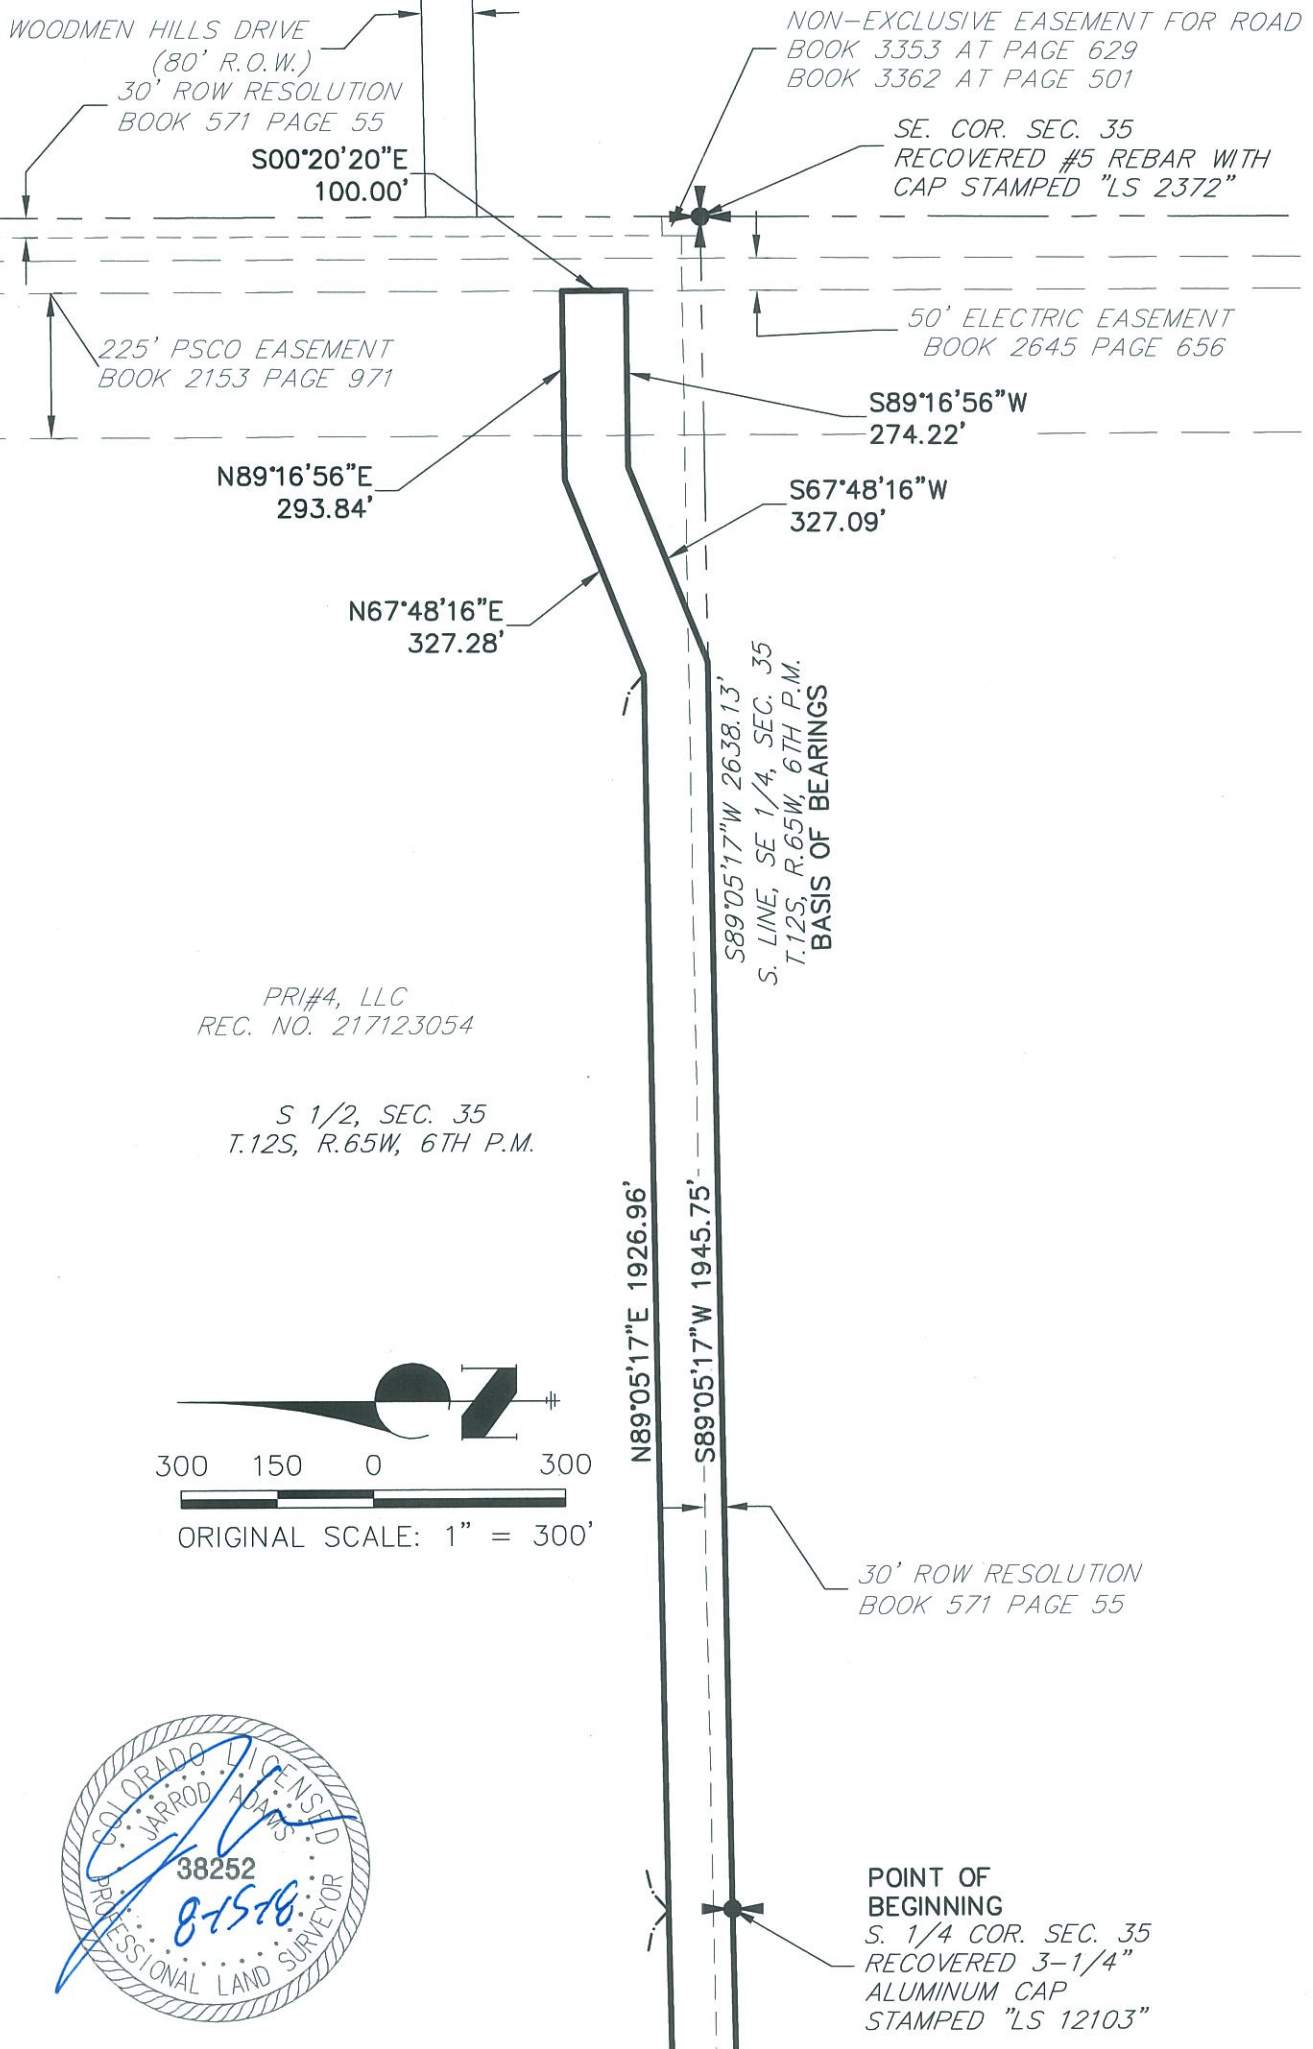 WOODMEN HILLS DRIVE
(80' R.O.W.)
30' ROW RESOLUTION
BOOK 571 PAGE 55
S00°20'20"E
100.00'
NON-EXCLUSIVE EASEMENT FOR ROAD
BOOK 3353 AT PAGE 629
BOOK 3362 AT PAGE 501
SE. COR. SEC. 35
RECOVERED #5 REBAR WITH
CAP STAMPED "LS 2372"
225' PSCO EASEMENT
BOOK 2153 PAGE 971
50' ELECTRIC EASEMENT
BOOK 2645 PAGE 656
S89°16'56"W
274.22'
N89°16'56"E
293.84'
S67°48'16"W
327.09'
N67°48'16"E
327.28'
S89°05'17"W 2638.13'
S. LINE, SE 1/4, SEC. 35
T.12S, R.65W, 6TH P.M.
BASIS OF BEARINGS
PRI#4, LLC
REC. NO. 217123054
S 1/2, SEC. 35
T.12S, R.65W, 6TH P.M.
N89°05'17"E 1926.96'
S89°05'17"W 1945.75'
N
300 150 0 300
ORIGINAL SCALE: 1" = 300'
30' ROW RESOLUTION
BOOK 571 PAGE 55
COLORADO LICENSED
JARROD ADAMS
38252
PROFESSIONAL LAND SURVEYOR
POINT OF
BEGINNING
S. 1/4 COR. SEC. 35
RECOVERED 3-1/4"
ALUMINUM CAP
STAMPED "LS 12103"